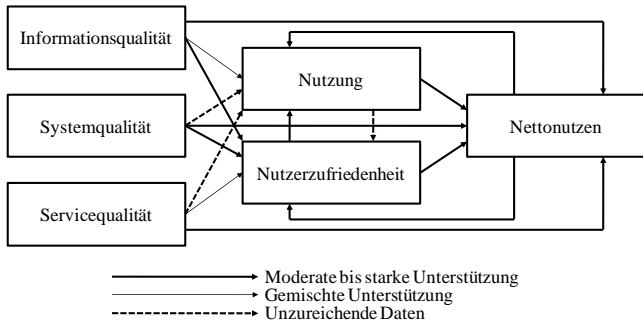 Informationsqualität
Nutzung
Systemqualität
Nettonutzen
Nutzerzufriedenheit
Servicequalität
Moderate bis starke Unterstützung
Gemischte Unterstützung
Unzureichende Daten